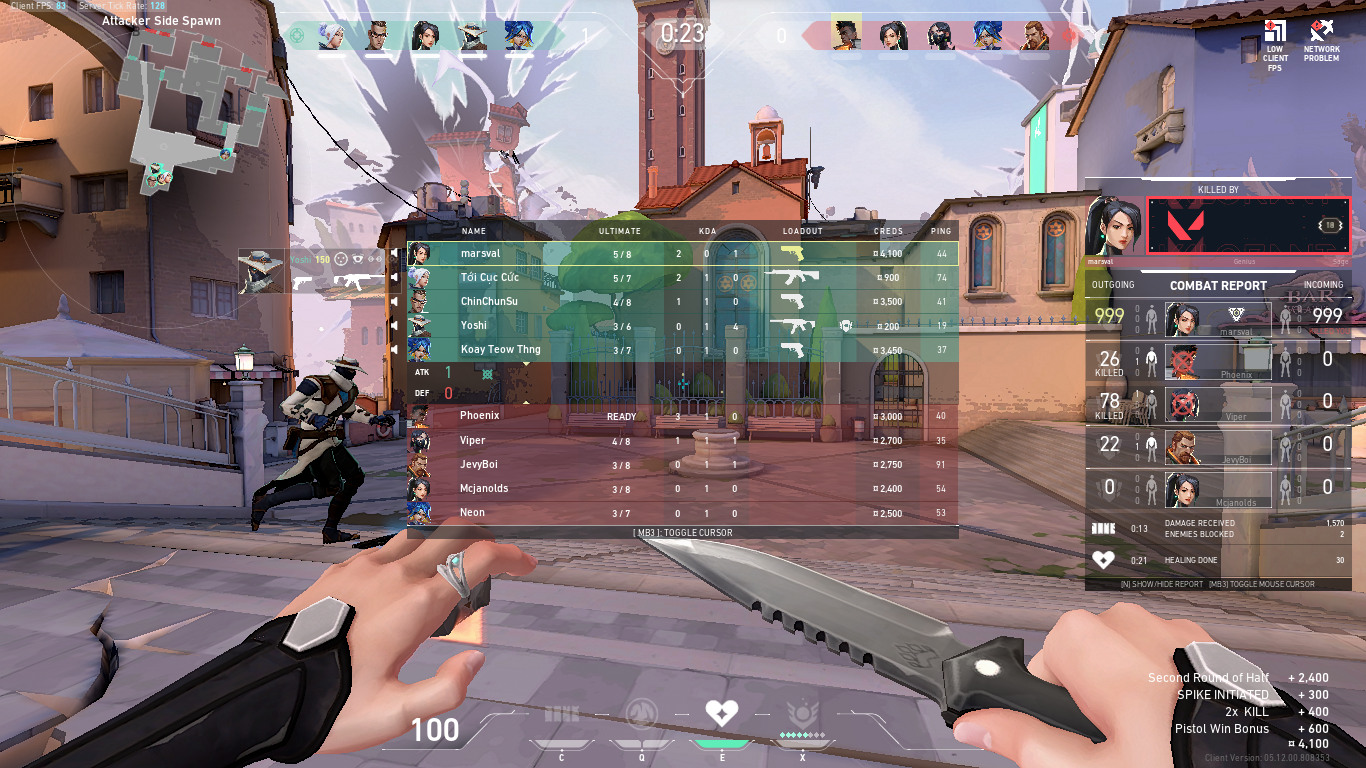 Client FPS: 83 Server Tick Rate: 128
Attacker Side Spawn
1 0:23 0
LOW CLIENT FPS
NETWORK PROBLEM
KILLED BY
18
marsval Genius Sage
NAME ULTIMATE KDA LOADOUT CREDS PING
marsval 5 / 8 2 0 1 ¤ 4,100 44
Tói Cuc Cức 5 / 7 2 1 0 ¤ 900 74
ChinChunSu 4 / 8 1 1 0 ¤ 3,500 41
Yoshi 3 / 6 0 1 4 ¤ 200 19
Koay Teow Thng 3 / 7 0 1 0 ¤ 3,450 37
ATK 1
DEF 0
Phoenix READY 3 1 0 ¤ 3,000 40
Viper 4 / 8 1 1 1 ¤ 2,700 35
JevyBoi 3 / 8 0 1 1 ¤ 2,750 91
Mcjanolds 3 / 8 0 1 0 ¤ 2,400 54
Neon 3 / 7 0 1 0 ¤ 2,500 53
[ MB3 ]: TOGGLE CURSOR
Yoshi 150
OUTGOING COMBAT REPORT INCOMING
BAR
999 marsval 999
26 KILLED Phoenix 0
78 KILLED Viper 0
22 JevyBoi 0
0 Mcjanolds 0
0:13 DAMAGE RECEIVED 1,570
ENEMIES BLOCKED 2
0:21 HEALING DONE 30
[N] SHOW/HIDE REPORT [MB3] TOGGLE MOUSE CURSOR
Second Round of Half + 2,400
SPIKE INITIATED + 300
2x KILL + 400
Pistol Win Bonus + 600
¤ 4,100
100
C Q E X
Client Version: 05.12.00.808353